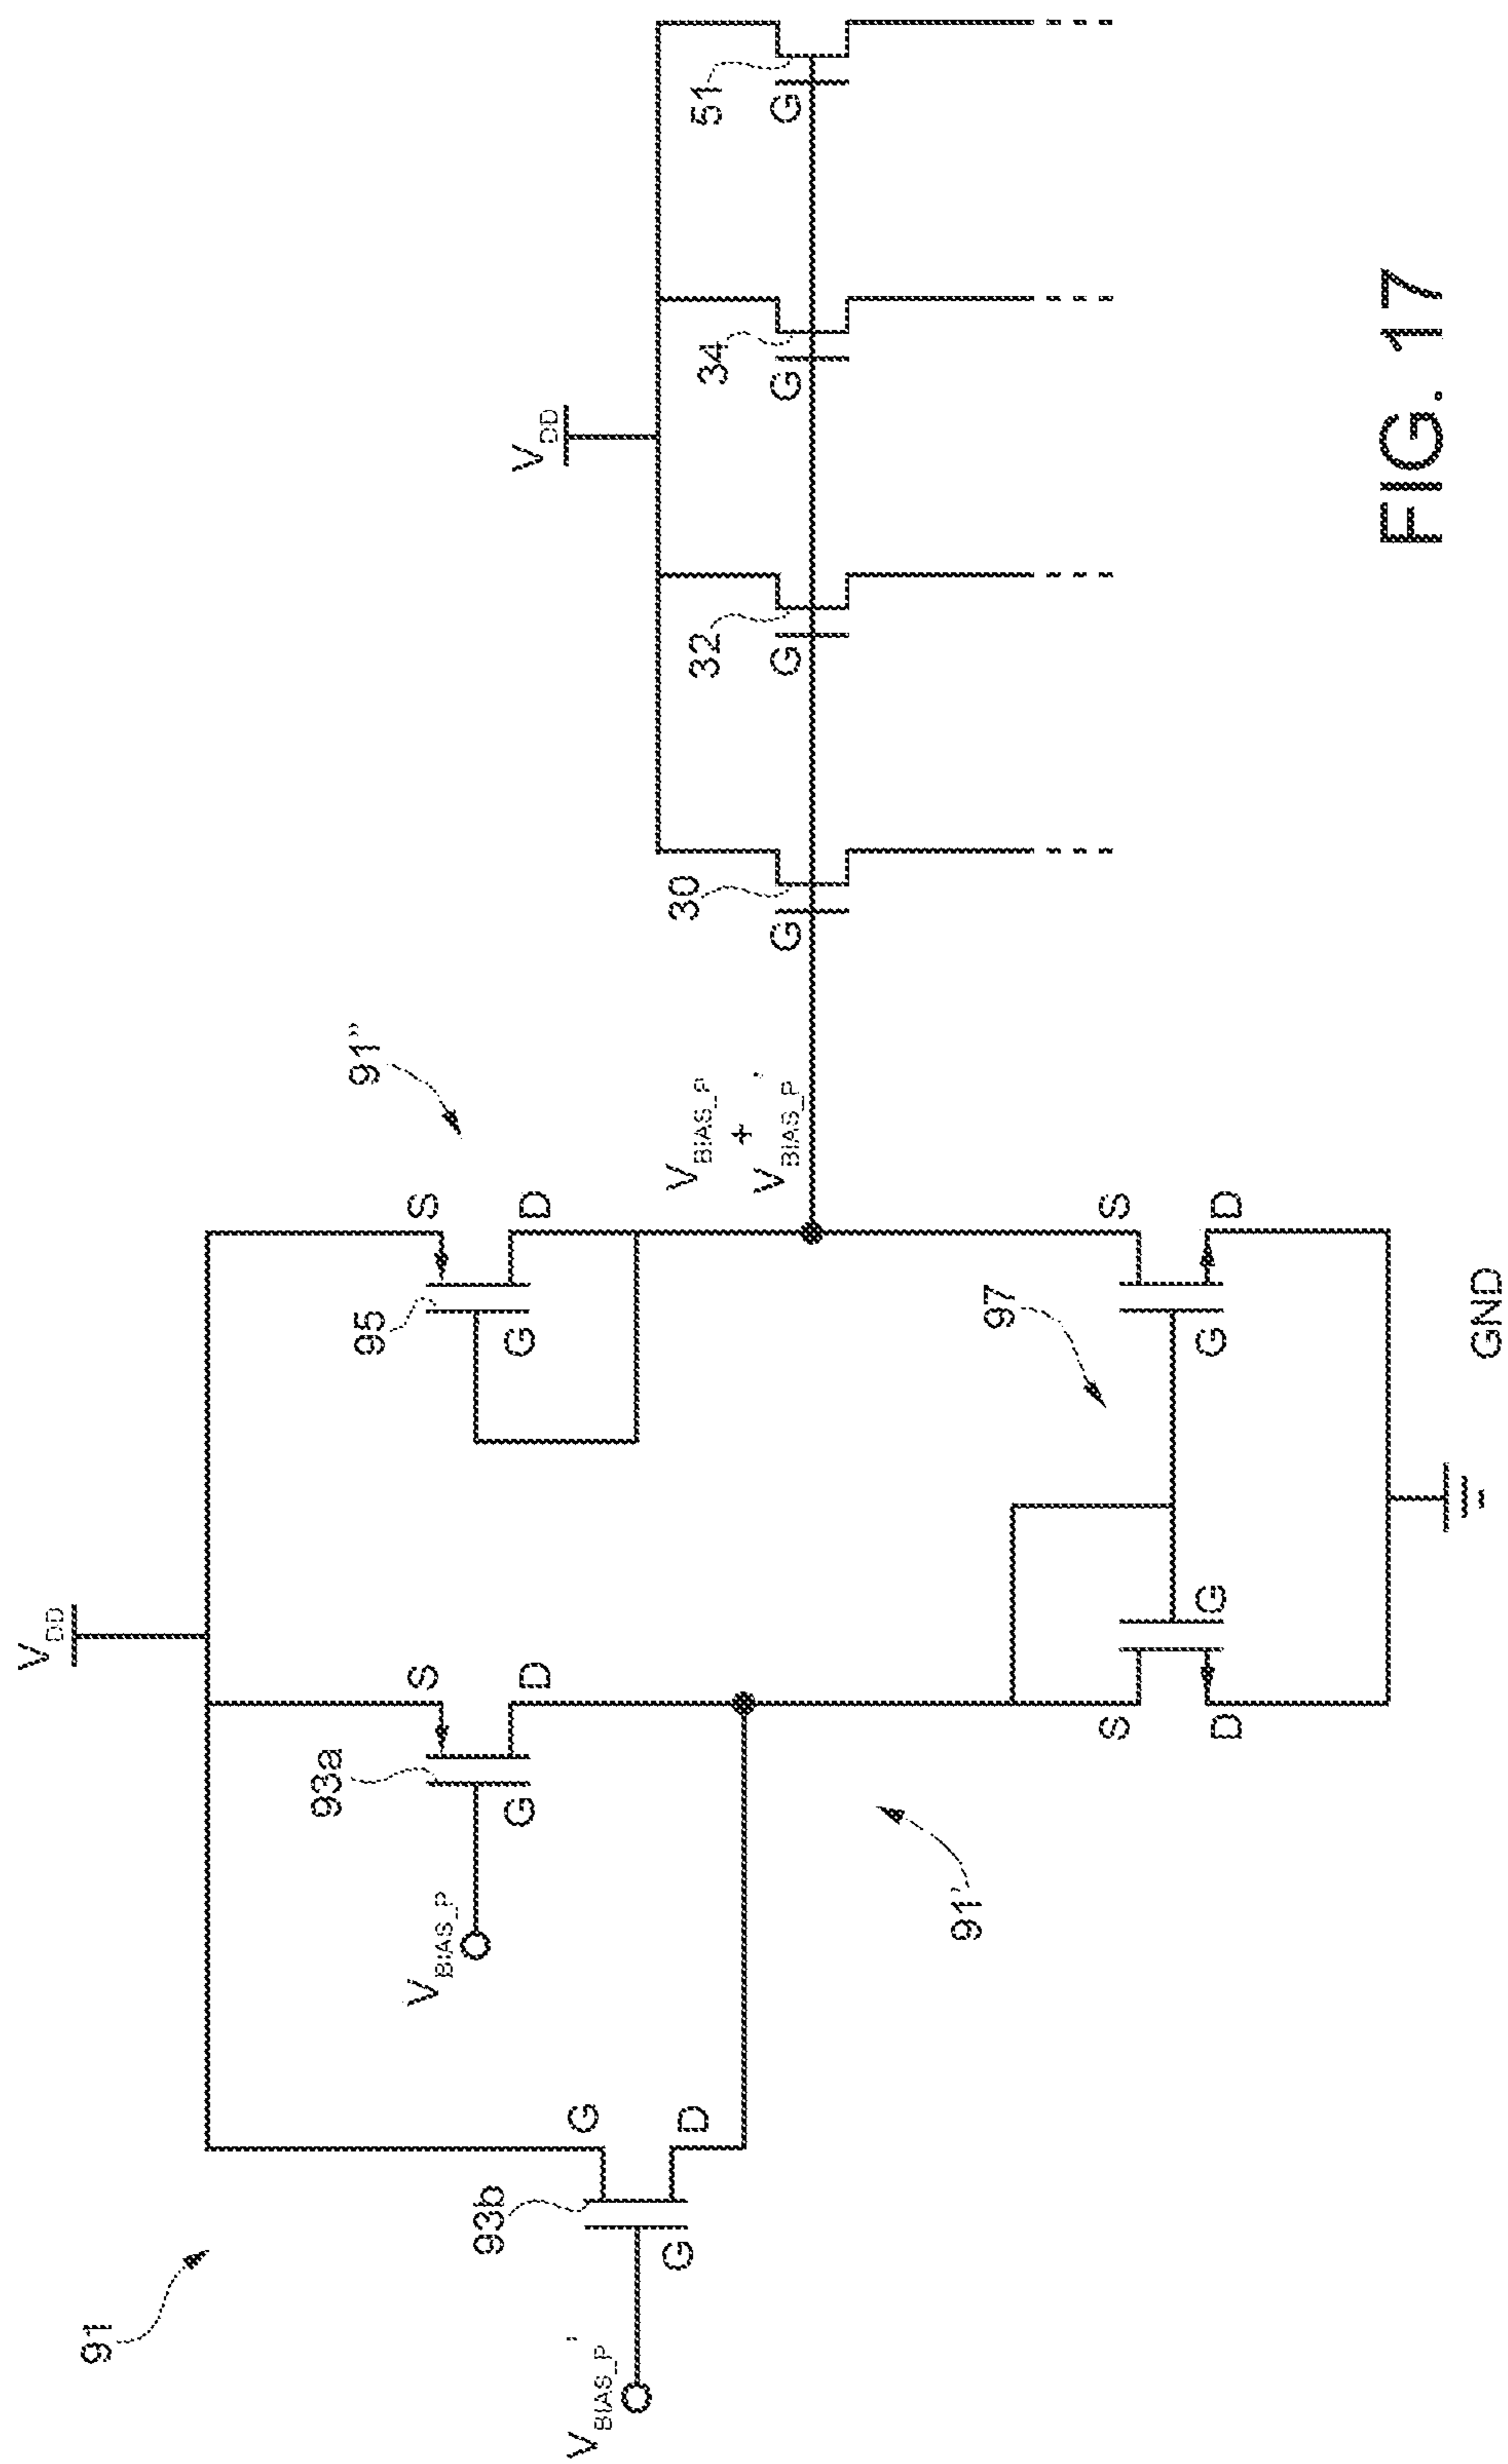 91
V_DD
V_DD
91"
93b
G
D
G
V_BIAS_P'
93a
S
D
G
V_BIAS_P
95
S
D
G
V_BIAS_P
+
V_BIAS_P'
91'
97
S
D
G
S
D
G
GND
30
G
32
G
34
G
51
G
FIG. 17